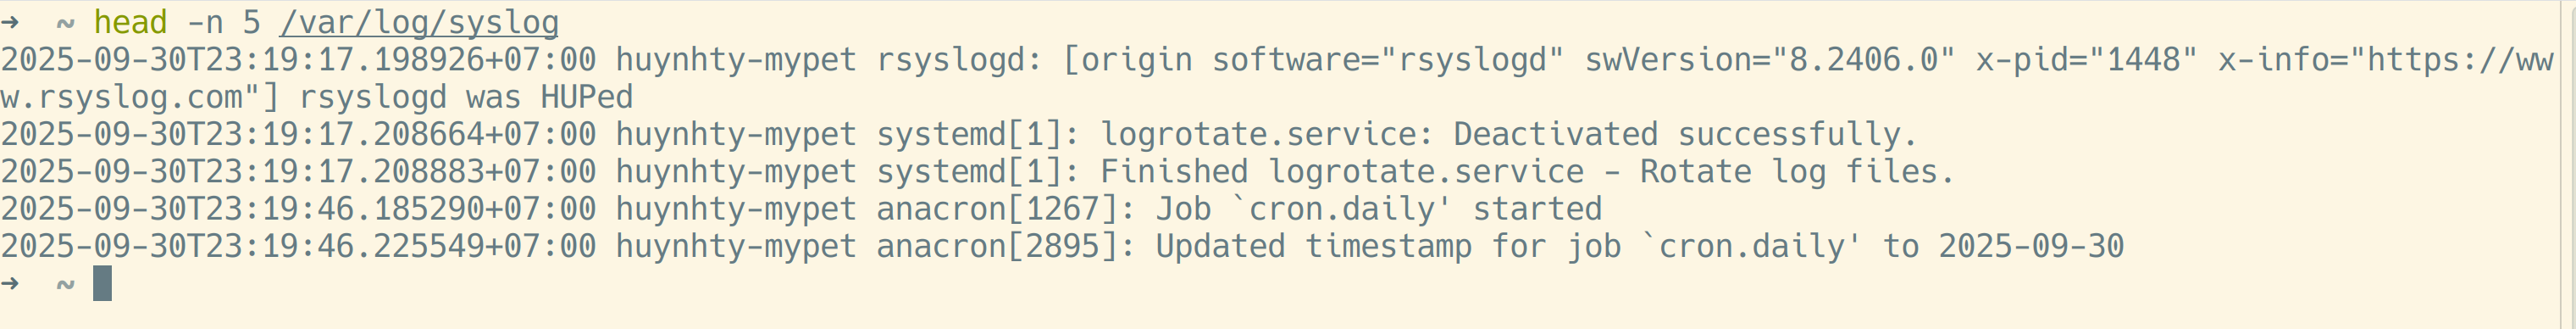 →  ~ head -n 5 /var/log/syslog
2025-09-30T23:19:17.198926+07:00 huynhty-mypet rsyslogd: [origin software="rsyslogd" swVersion="8.2406.0" x-pid="1448" x-info="https://ww
w.rsyslog.com"] rsyslogd was HUPed
2025-09-30T23:19:17.208664+07:00 huynhty-mypet systemd[1]: logrotate.service: Deactivated successfully.
2025-09-30T23:19:17.208883+07:00 huynhty-mypet systemd[1]: Finished logrotate.service - Rotate log files.
2025-09-30T23:19:46.185290+07:00 huynhty-mypet anacron[1267]: Job `cron.daily' started
2025-09-30T23:19:46.225549+07:00 huynhty-mypet anacron[2895]: Updated timestamp for job `cron.daily' to 2025-09-30
→  ~